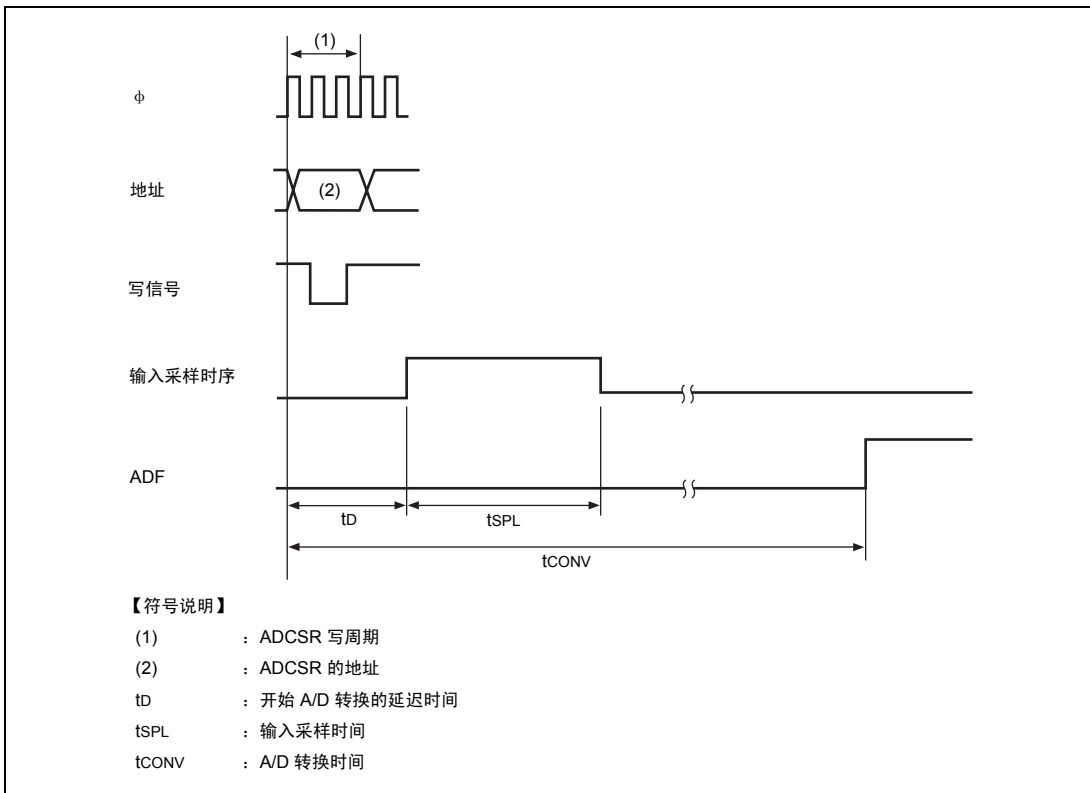 (1)
φ
地址
(2)
写信号
输入采样时序
ADF
tD
tSPL
tCONV
【符号说明】
(1) : ADCSR 写周期
(2) : ADCSR 的地址
tD : 开始 A/D 转换的延迟时间
tSPL : 输入采样时间
tCONV : A/D 转换时间